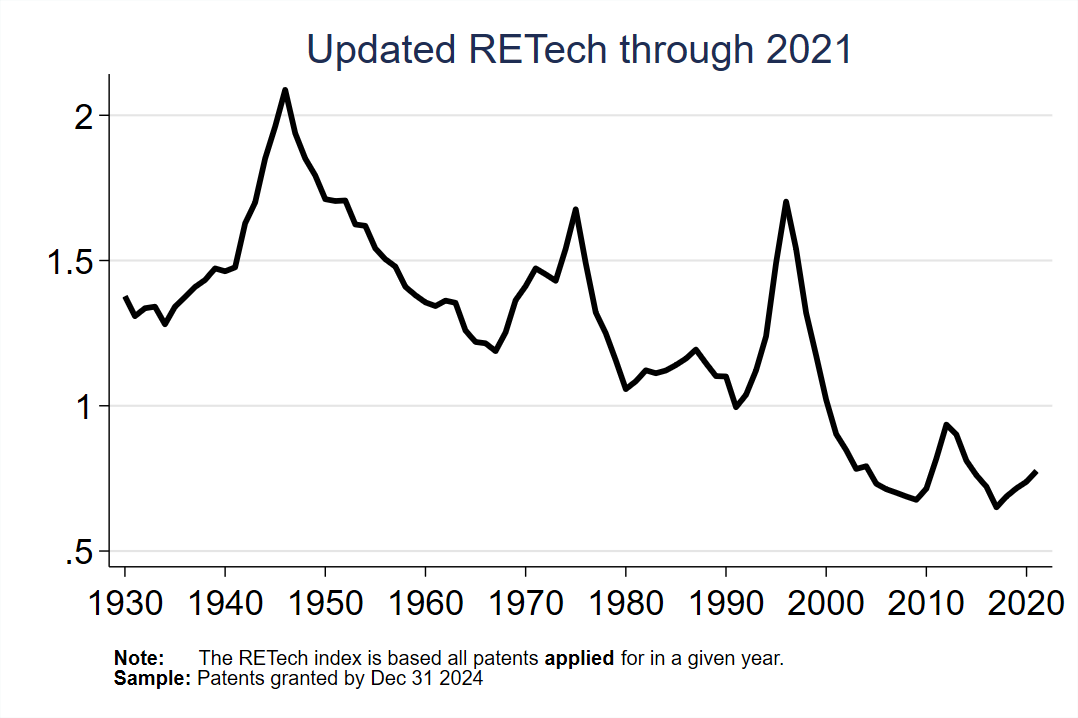 Updated RETech through 2021
2
1.5
1
.5
1930 1940 1950 1960 1970 1980 1990 2000 2010 2020
Note: The RETech index is based all patents applied for in a given year.
Sample: Patents granted by Dec 31 2024